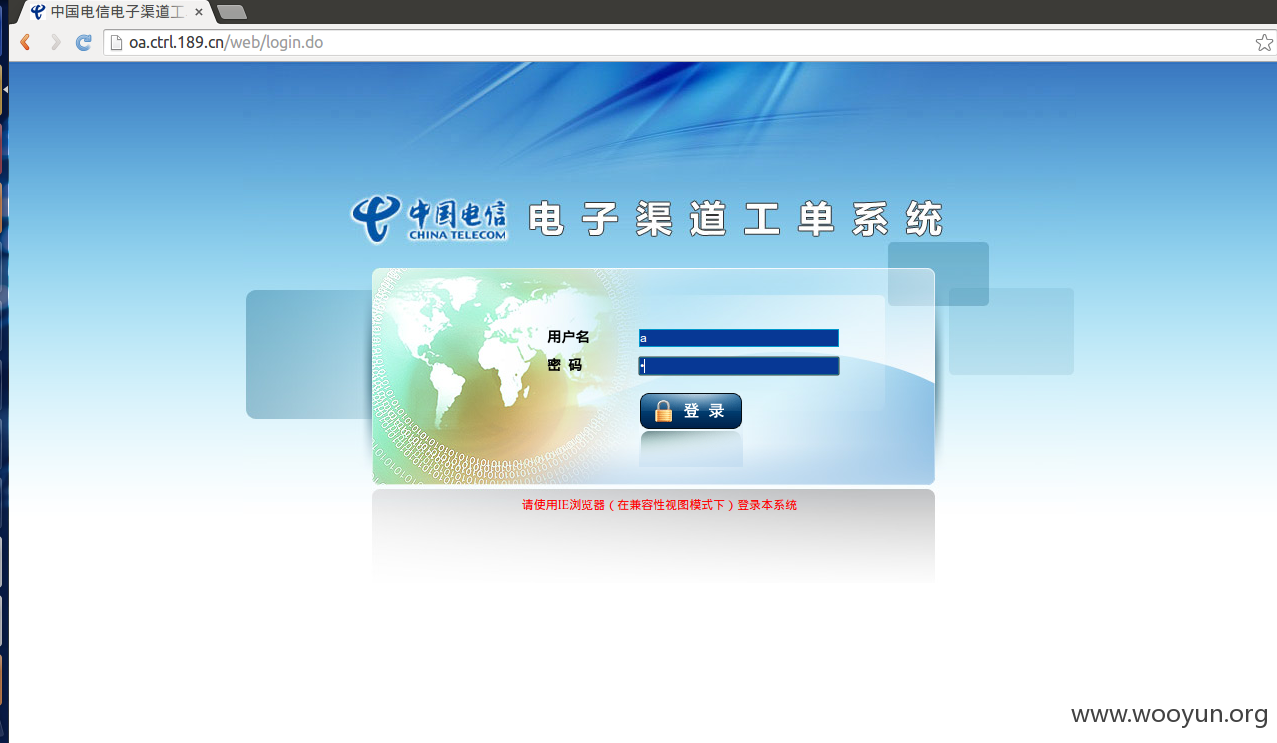 中国电信电子渠道工
oa.ctrl.189.cn/web/login.do
中国电信
CHINA TELECOM
电子渠道工单系统
用户名
a
密 码
登 录
请使用IE浏览器（在兼容性视图模式下）登录本系统
www.wooyun.org